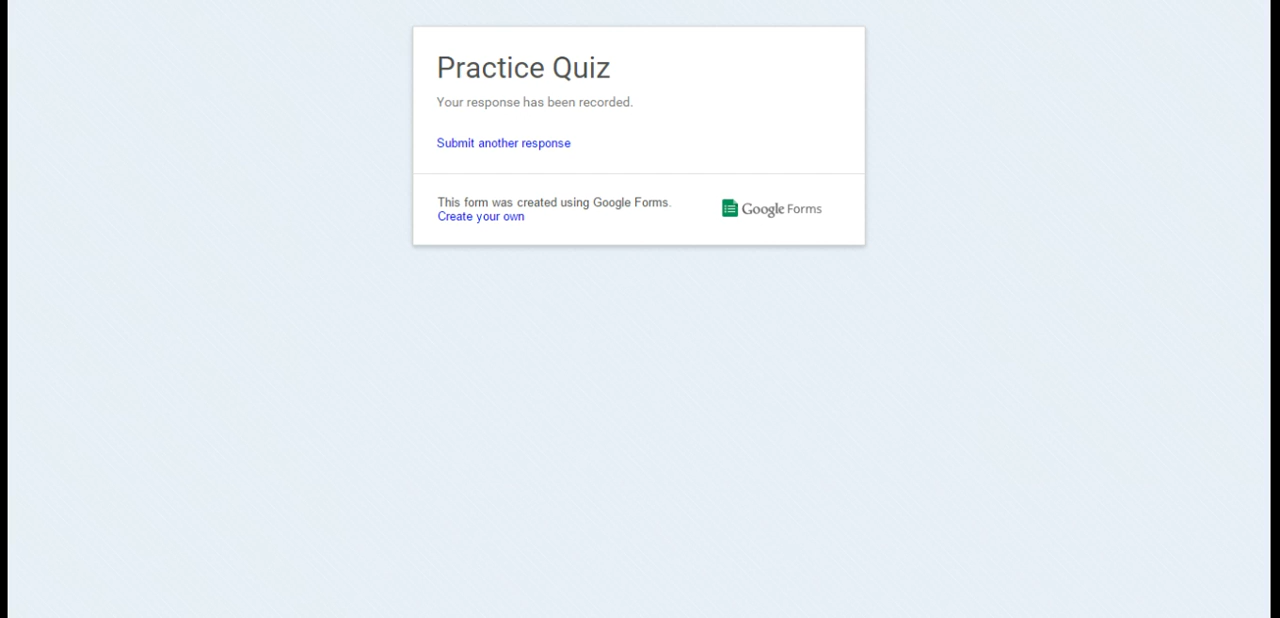 Practice Quiz
Your response has been recorded.
Submit another response
This form was created using Google Forms.
Create your own
Google Forms